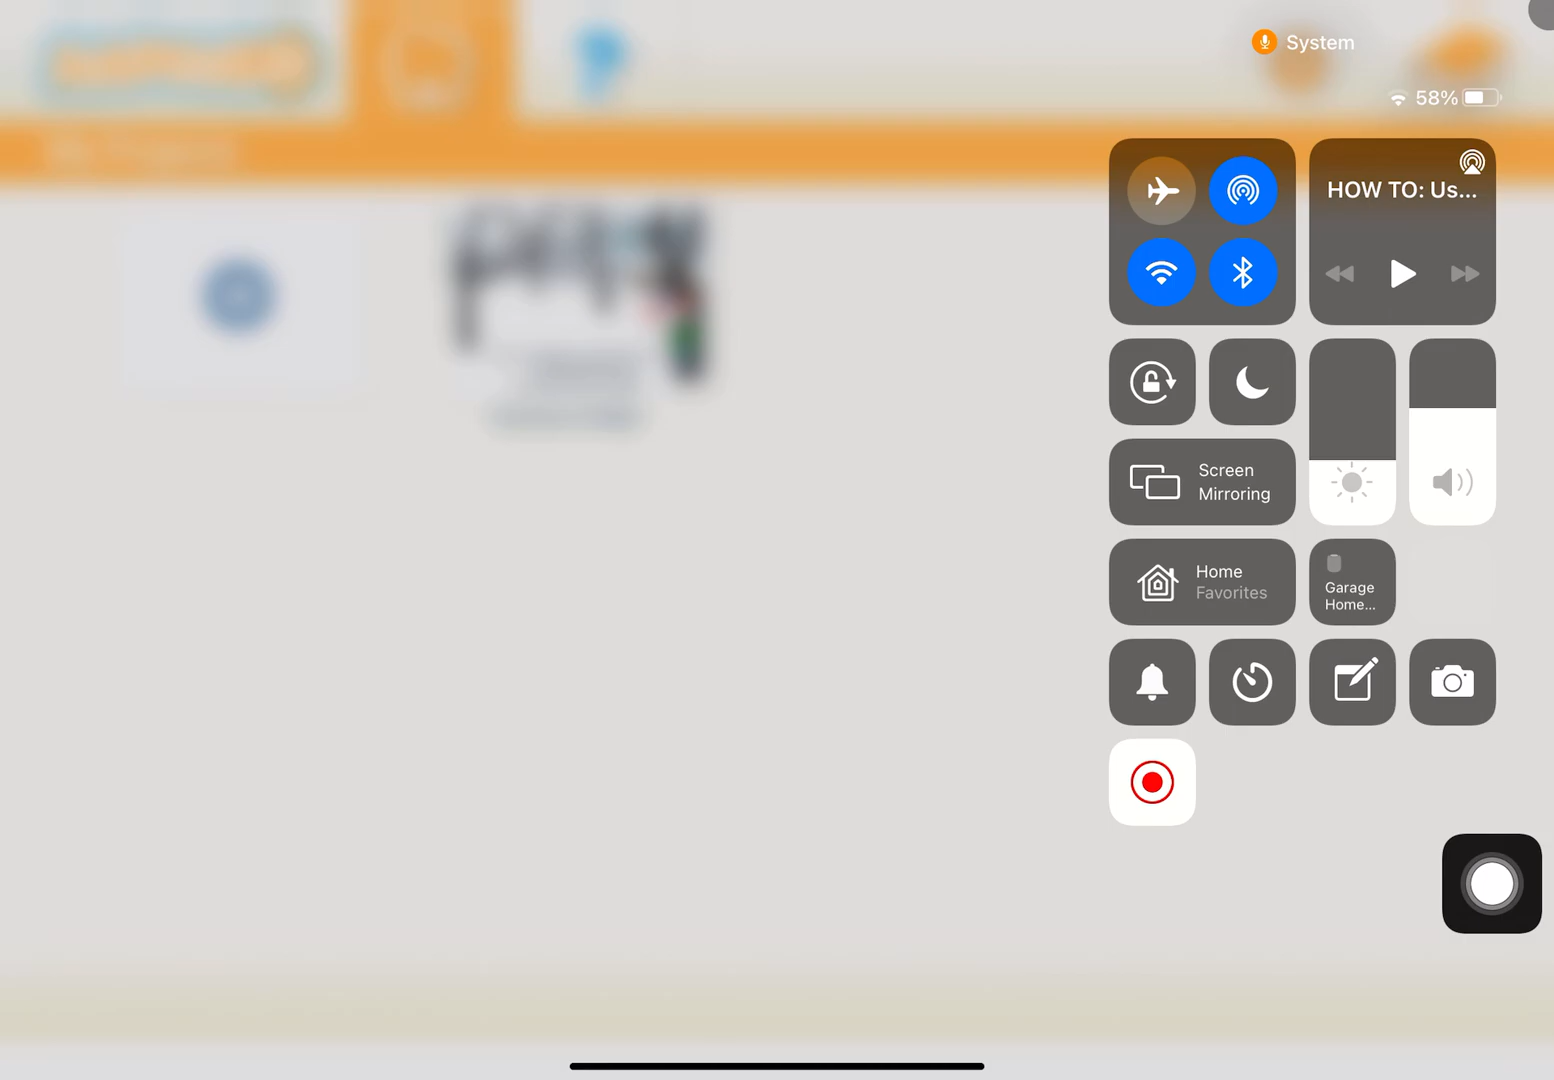 System
58%
HOW TO: Us...
Screen
Mirroring
Home
Favorites
Garage
Home...